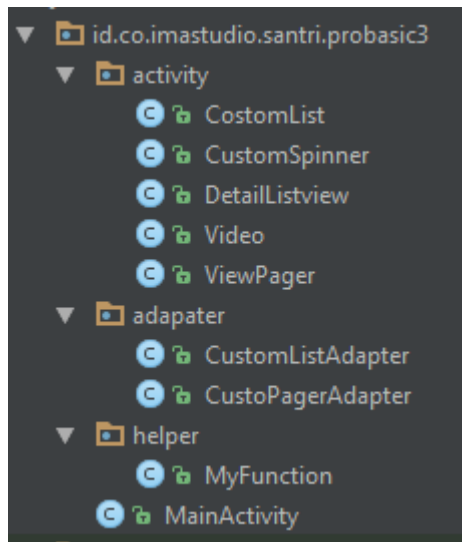 id.co.imastudio.santri.probasic3
activity
CostomList
CustomSpinner
DetailListview
Video
ViewPager
adapater
CustomListAdapter
CustoPagerAdapter
helper
MyFunction
MainActivity